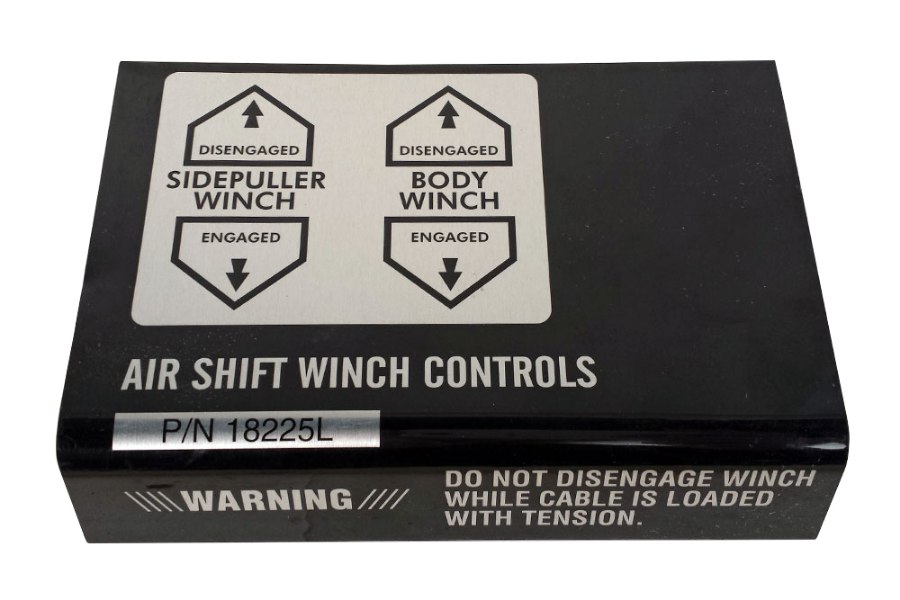 DISENGAGED DISENGAGED
SIDEPULLER WINCH
BODY WINCH
ENGAGED ENGAGED
AIR SHIFT WINCH CONTROLS
P/N 18225L
\\\\WARNING////
DO NOT DISENGAGE WINCH
WHILE CABLE IS LOADED
WITH TENSION.